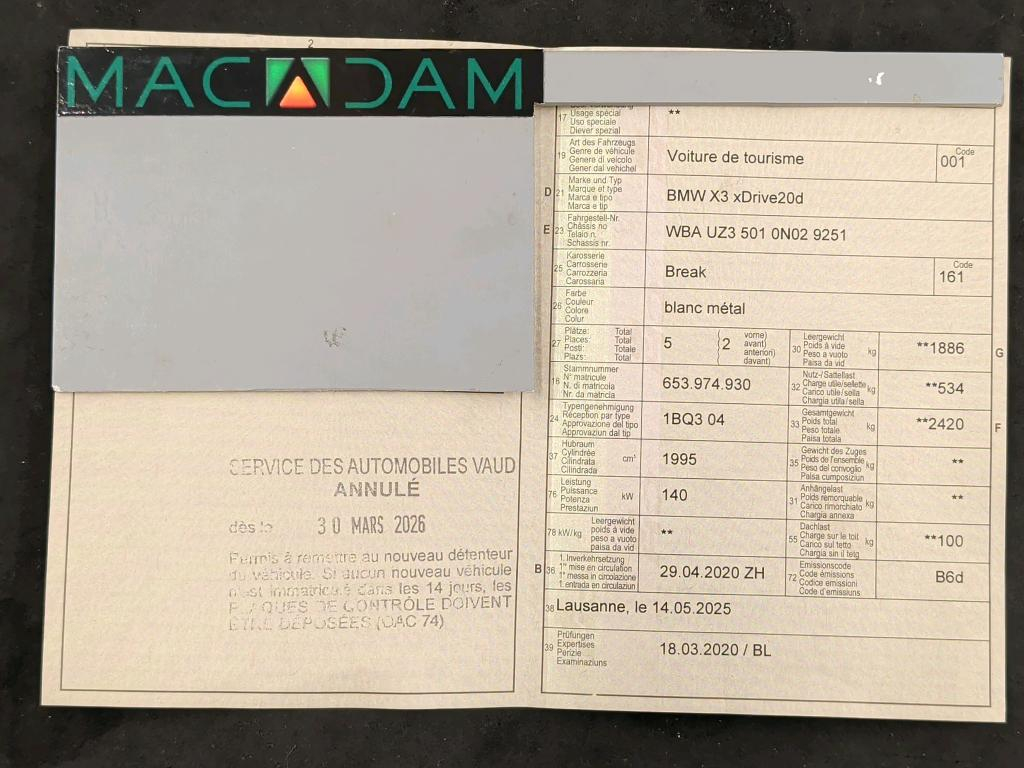 2
MACADAM
17 Usage spécial **
Uso speciale
Diever spezial
19 Art des Fahrzeugs
Genre de véhicule
Genere di veicolo
Gener dal vehichel
Voiture de tourisme
Code
001
D 21 Marke und Typ
Marque et type
Marca e tipo
Marca e tip
BMW X3 xDrive20d
E 23 Fahrgestell-Nr.
Châssis no
Telaio n.
Schassis nr.
WBA UZ3 501 0N02 9251
25 Karosserie
Carrosserie
Carrozzeria
Carossaria
Break
Code
161
26 Farbe
Couleur
Colore
Colur
blanc métal
27 Plätze: Total
Places: Total
Posti: Totale
Plazs: Total
5 (2 vorne)
avant)
anteriori)
davant)
30 Leergewicht
Poids à vide
Peso a vuoto kg
Paisa da vid
**1886 G
18 Stammnummer
N° matricule
N. di matricola
Nr. da matricla
653.974.930
32 Nutz-/Sattellast
Charge utile/sellette kg
Carico utile/sella
Chargia utila/sella
**534
24 Typengenehmigung
Réception par type
Approvazione del tipo
Approvaziun dal tip
1BQ3 04
33 Gesamtgewicht
Poids total
Peso totale kg
Paisa totala
**2420 F
37 Hubraum
Cylindrée cm³
Cilindrata
Cilindrada
1995
35 Gewicht des Zuges
Poids de l'ensemble kg
Peso del convoglio
Paisa cumposiziun
**
76 Leistung
Puissance kW
Potenza
Prestaziun
140
31 Anhängelast
Poids remorquable kg
Carico rimorchiato
Chargia annexa
**
78 kW/kg Leergewicht
poids à vide
peso a vuoto
paisa da vid
**
55 Dachlast
Charge sur le toit kg
Carico sul tetto
Chargia sin il tetg
**100
B 36 1. Inverkehrsetzung
1re mise en circulation
1a messa in circolazione
1. entrada en circulaziun
29.04.2020 ZH
72 Emissionscode
Code émissions
Codice emissioni
Code d'emissiuns
B6d
38 Lausanne, le 14.05.2025
39 Prüfungen
Expertises
Perizie
Examinaziuns
18.03.2020 / BL
SERVICE DES AUTOMOBILES VAUD
ANNULÉ
dès le 30 MARS 2026
Permis à remettre au nouveau détenteur
du véhicule. Si aucun nouveau véhicule
n'est immatriculé dans les 14 jours, les
PLAQUES DE CONTRÔLE DOIVENT
ÊTRE DÉPOSÉES (OAC 74)